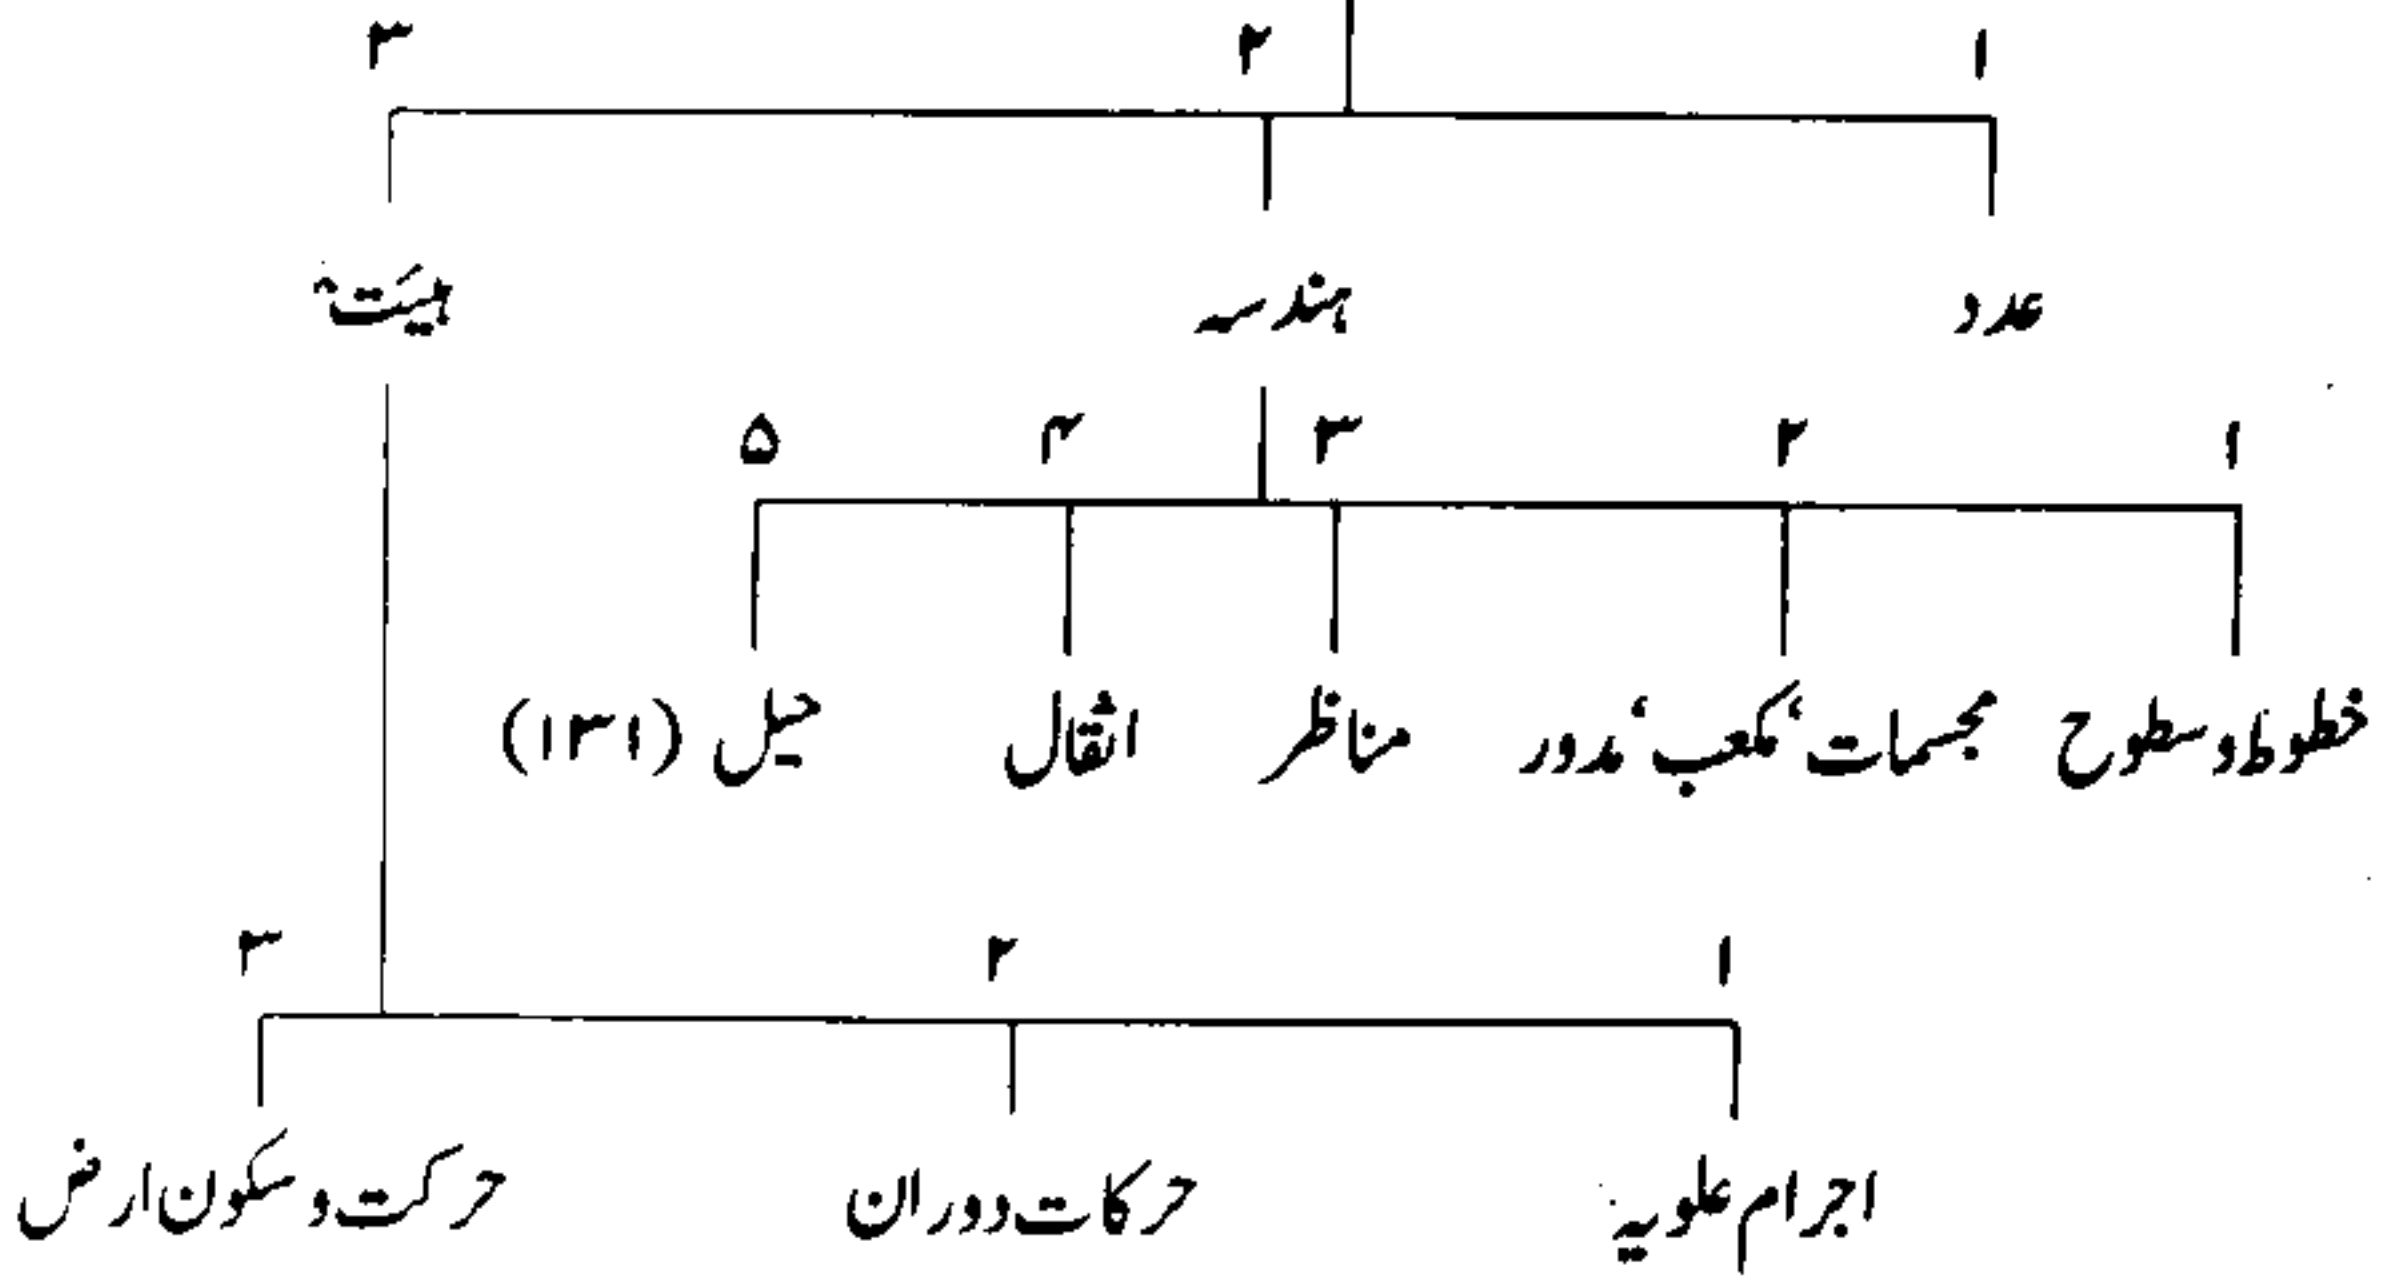 ۱ ۲ ۳
عدد ہندسہ ہیئت
۱ ۲ ۳ ۴ ۵
خطوط و سطوح مجسمات، مکعب، مدور مناظر اثقال حیل (۱۳۱)
۱ ۲ ۳
اجرام علویہ حرکات دوران حرکت و سکون ارض